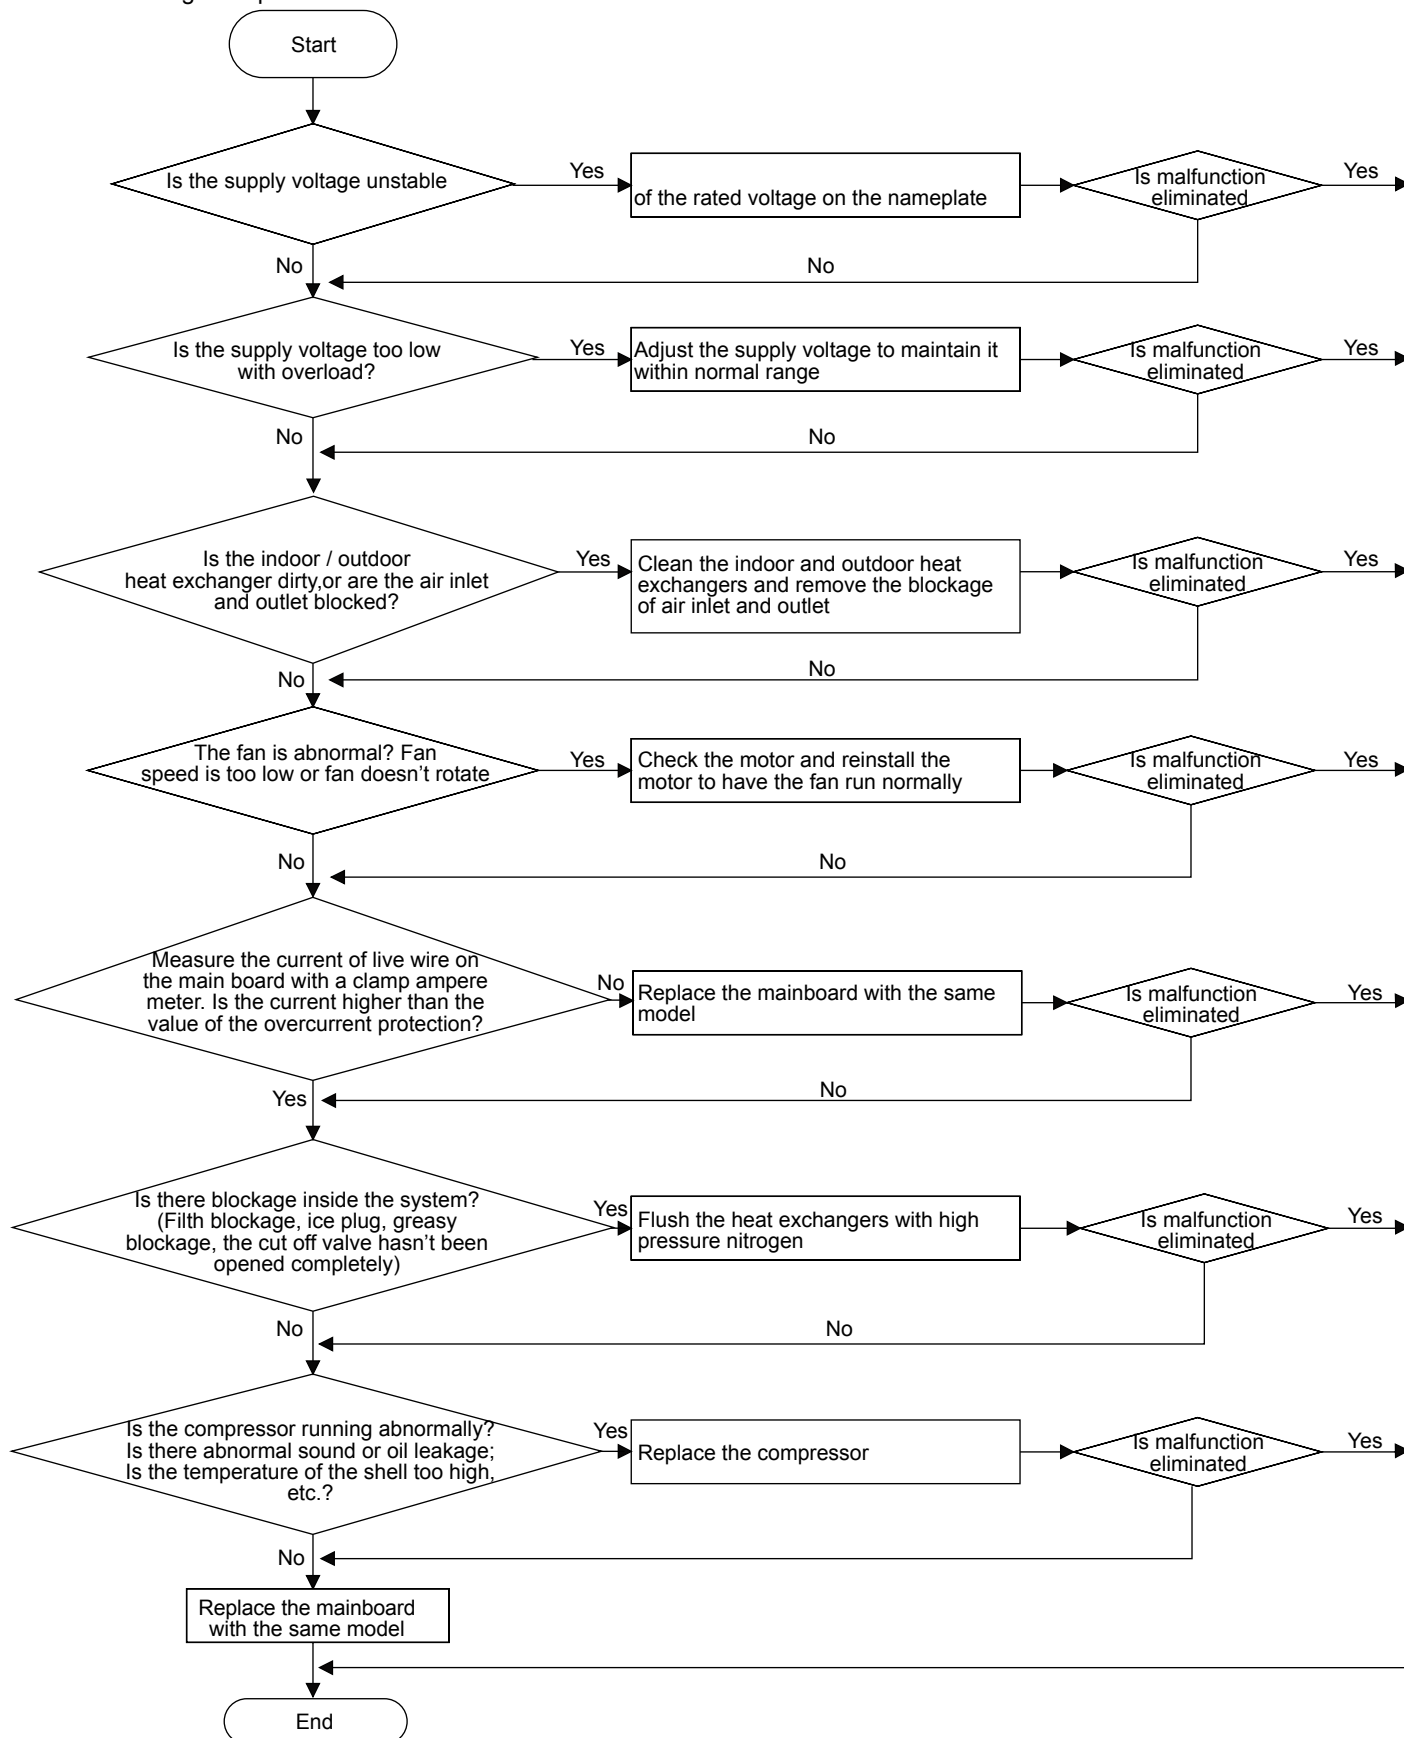 Start
Is the supply voltage unstable
Yes
of the rated voltage on the nameplate
Is malfunction
eliminated
Yes
No
No
Is the supply voltage too low
with overload?
Yes
Adjust the supply voltage to maintain it
within normal range
Is malfunction
eliminated
Yes
No
No
Is the indoor / outdoor
heat exchanger dirty,or are the air inlet
and outlet blocked?
Yes
Clean the indoor and outdoor heat
exchangers and remove the blockage
of air inlet and outlet
Is malfunction
eliminated
Yes
No
No
The fan is abnormal? Fan
speed is too low or fan doesn't rotate
Yes
Check the motor and reinstall the
motor to have the fan run normally
Is malfunction
eliminated
Yes
No
No
Measure the current of live wire on
the main board with a clamp ampere
meter. Is the current higher than the
value of the overcurrent protection?
No
Replace the mainboard with the same
model
Is malfunction
eliminated
Yes
Yes
No
Is there blockage inside the system?
(Filth blockage, ice plug, greasy
blockage, the cut off valve hasn't been
opened completely)
Yes
Flush the heat exchangers with high
pressure nitrogen
Is malfunction
eliminated
Yes
No
No
Is the compressor running abnormally?
Is there abnormal sound or oil leakage;
Is the temperature of the shell too high,
etc.?
Yes
Replace the compressor
Is malfunction
eliminated
Yes
No
Replace the mainboard
with the same model
End